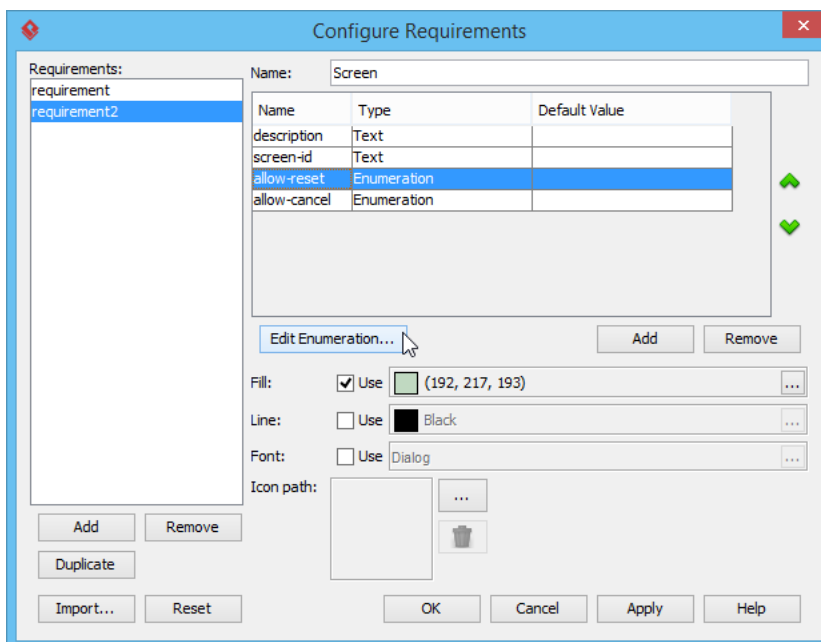 Configure Requirements
Requirements:
requirement
requirement2
Name: Screen
Name Type Default Value
description Text
screen-id Text
allow-reset Enumeration
allow-cancel Enumeration
Edit Enumeration... Add Remove
Fill: Use (192, 217, 193) ...
Line: Use Black ...
Font: Use Dialog ...
Icon path: ...
Add Remove
Duplicate
Import... Reset OK Cancel Apply Help